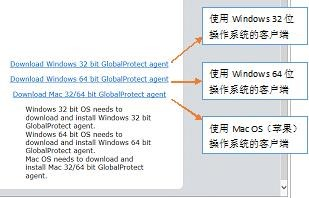 Download Windows 32 bit GlobalProtect agent
Download Windows 64 bit GlobalProtect agent
Download Mac 32/64 bit GlobalProtect agent
Windows 32 bit OS needs to
download and install Windows 32 bit
GlobalProtect agent.
Windows 64 bit OS needs to
download and install Windows 64 bit
GlobalProtect agent.
Mac OS needs to download and
install Mac 32/64 bit GlobalProtect
agent.
使用 Windows 32 位
操作系统的客户端
使用 Windows 64 位
操作系统的客户端
使用 Mac OS（苹果）
操作系统的客户端